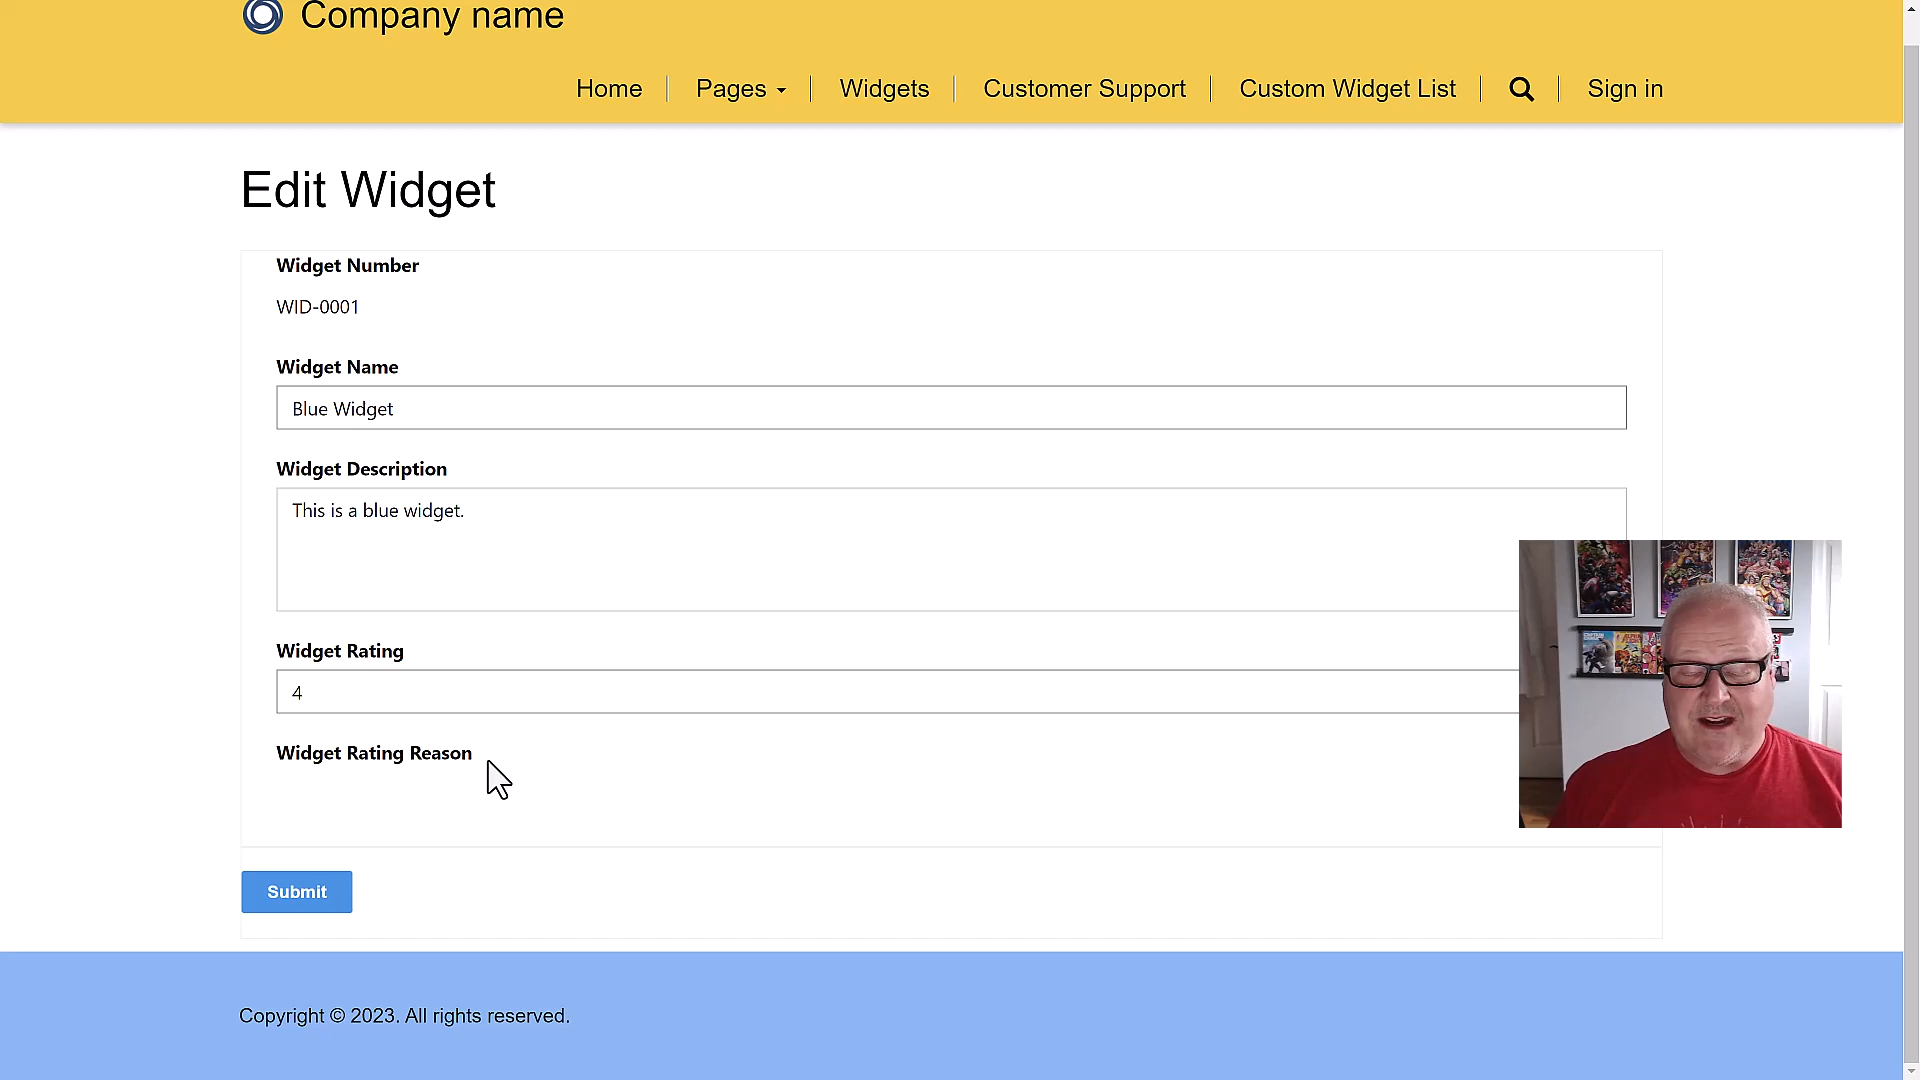 Company name
Home
Pages
Widgets
Customer Support
Custom Widget List
Sign in
Edit Widget
Widget Number
WID-0001
Widget Name
Blue Widget
Widget Description
This is a blue widget.
Widget Rating
4
Widget Rating Reason
Submit
Copyright © 2023. All rights reserved.